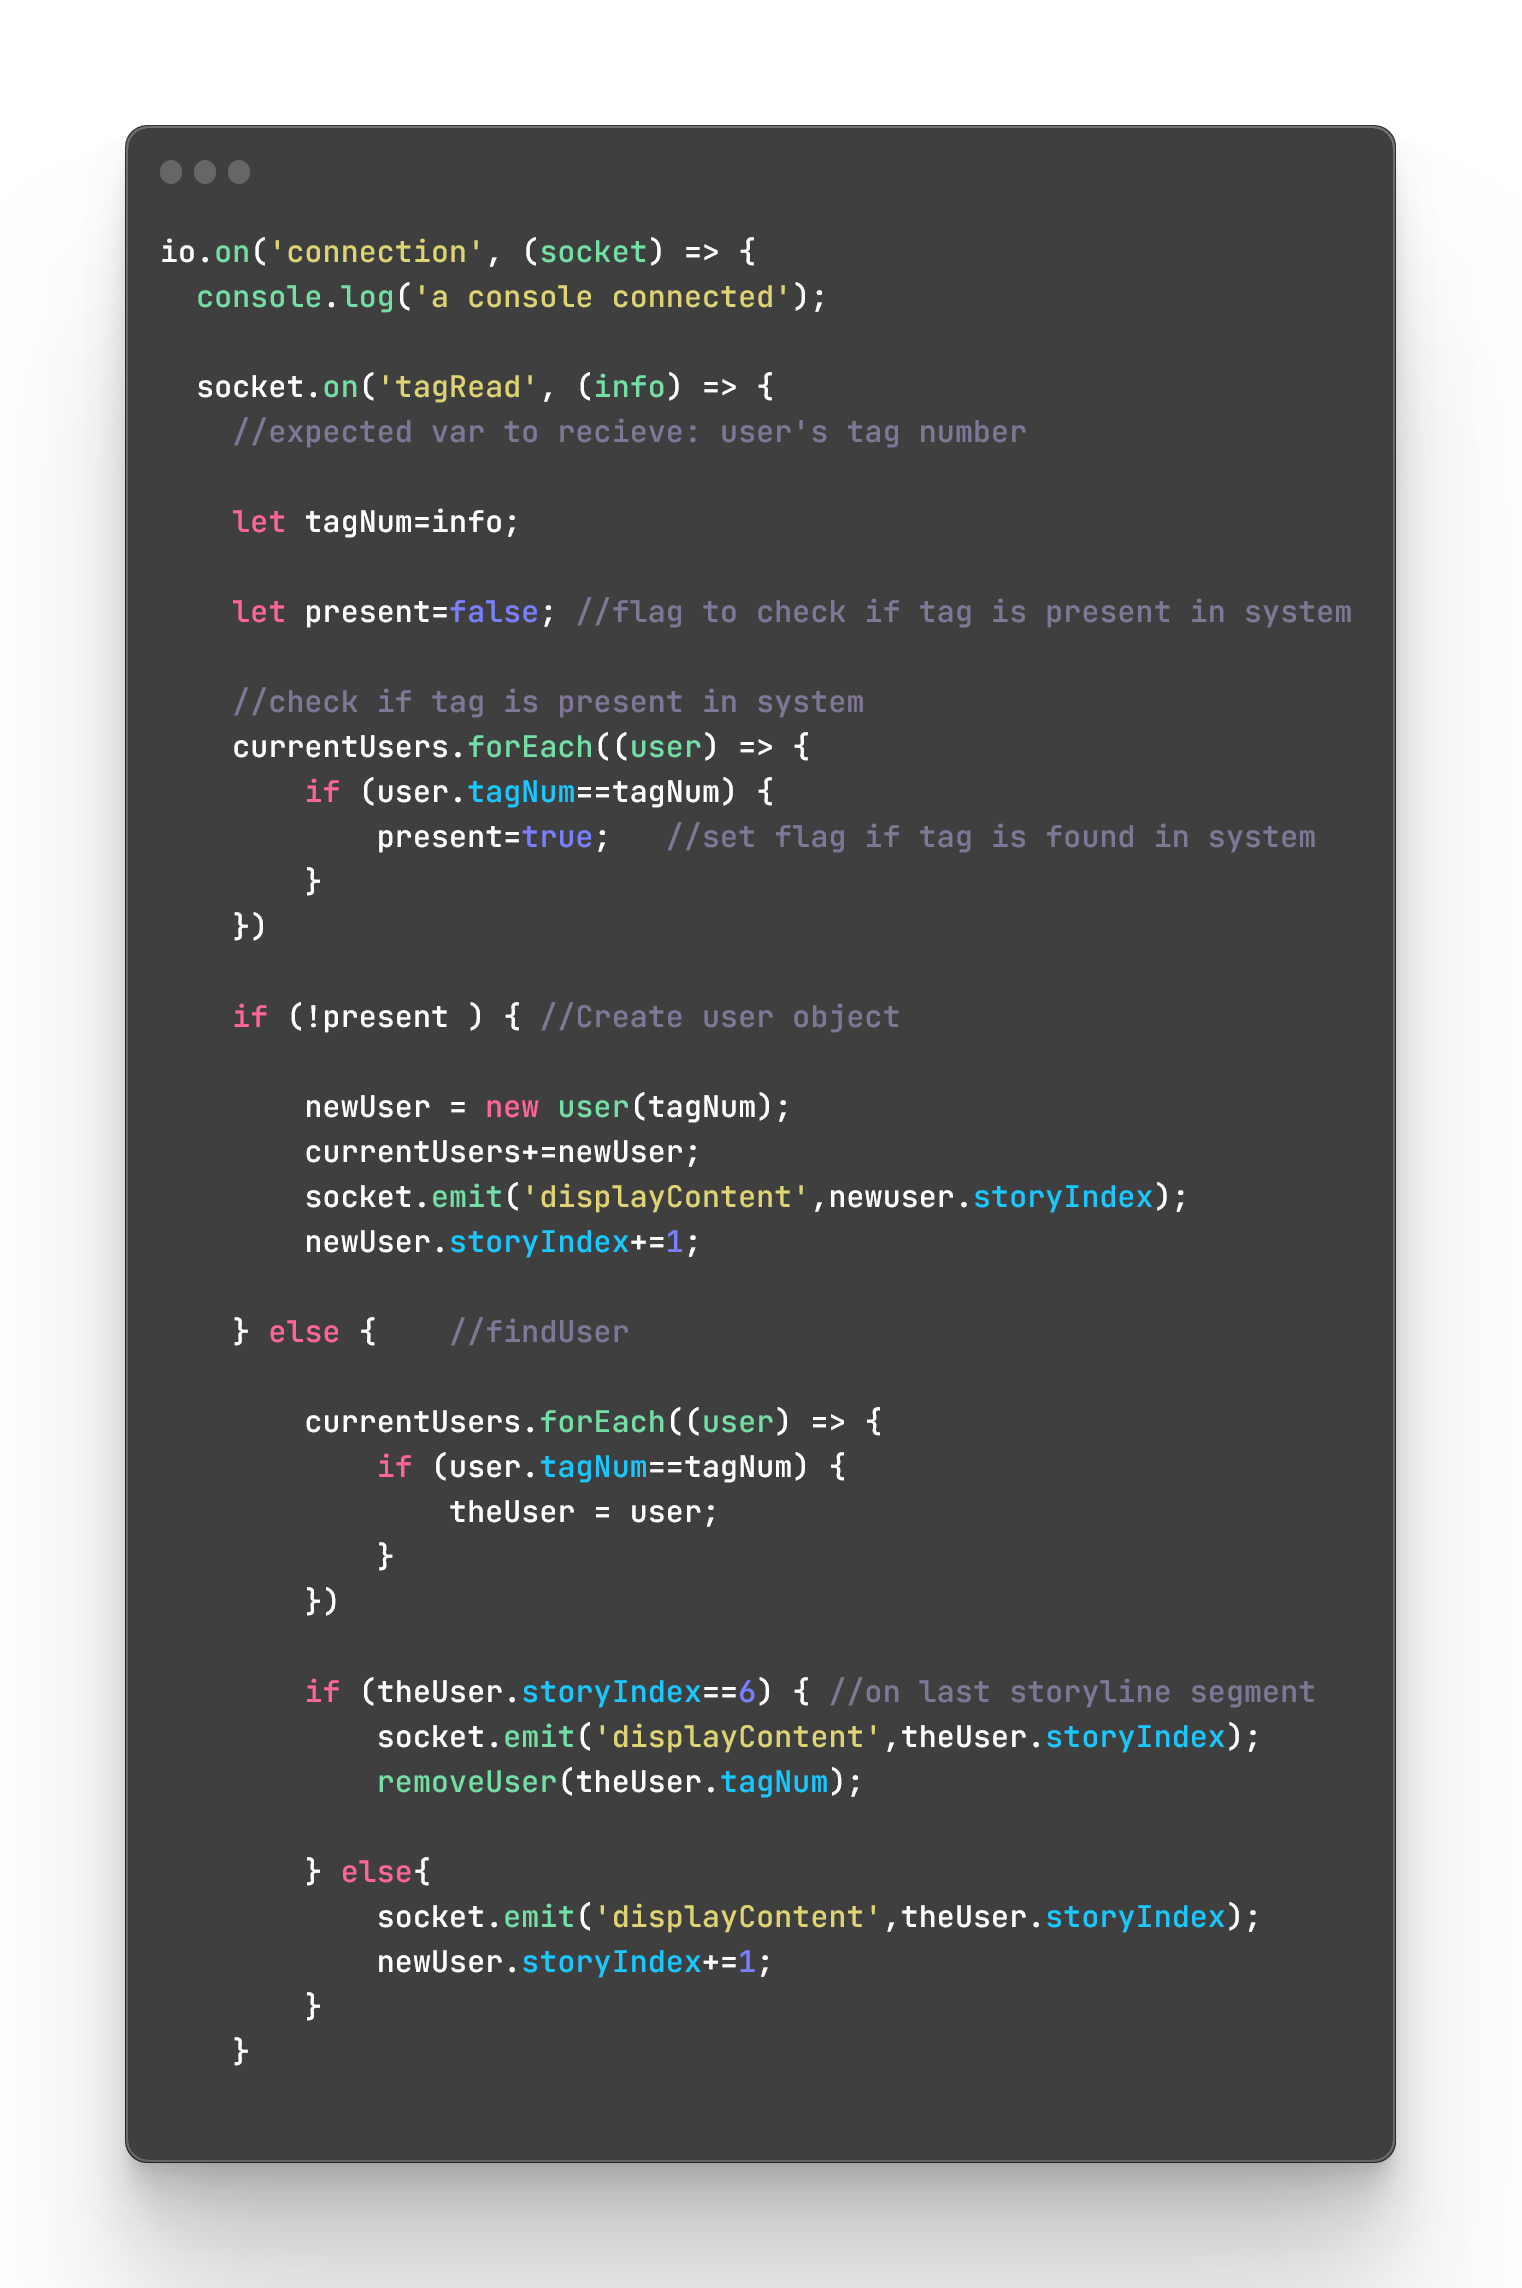 io.on('connection', (socket) => {
  console.log('a console connected');

  socket.on('tagRead', (info) => {
    //expected var to recieve: user's tag number

    let tagNum=info;

    let present=false; //flag to check if tag is present in system

    //check if tag is present in system
    currentUsers.forEach((user) => {
        if (user.tagNum==tagNum) {
            present=true;   //set flag if tag is found in system
        }
    })

    if (!present ) { //Create user object

        newUser = new user(tagNum);
        currentUsers+=newUser;
        socket.emit('displayContent',newuser.storyIndex);
        newUser.storyIndex+=1;

    } else {    //findUser

        currentUsers.forEach((user) => {
            if (user.tagNum==tagNum) {
                theUser = user;
            }
        })

        if (theUser.storyIndex==6) { //on last storyline segment
            socket.emit('displayContent',theUser.storyIndex);
            removeUser(theUser.tagNum);

        } else{
            socket.emit('displayContent',theUser.storyIndex);
            newUser.storyIndex+=1;
        }
    }